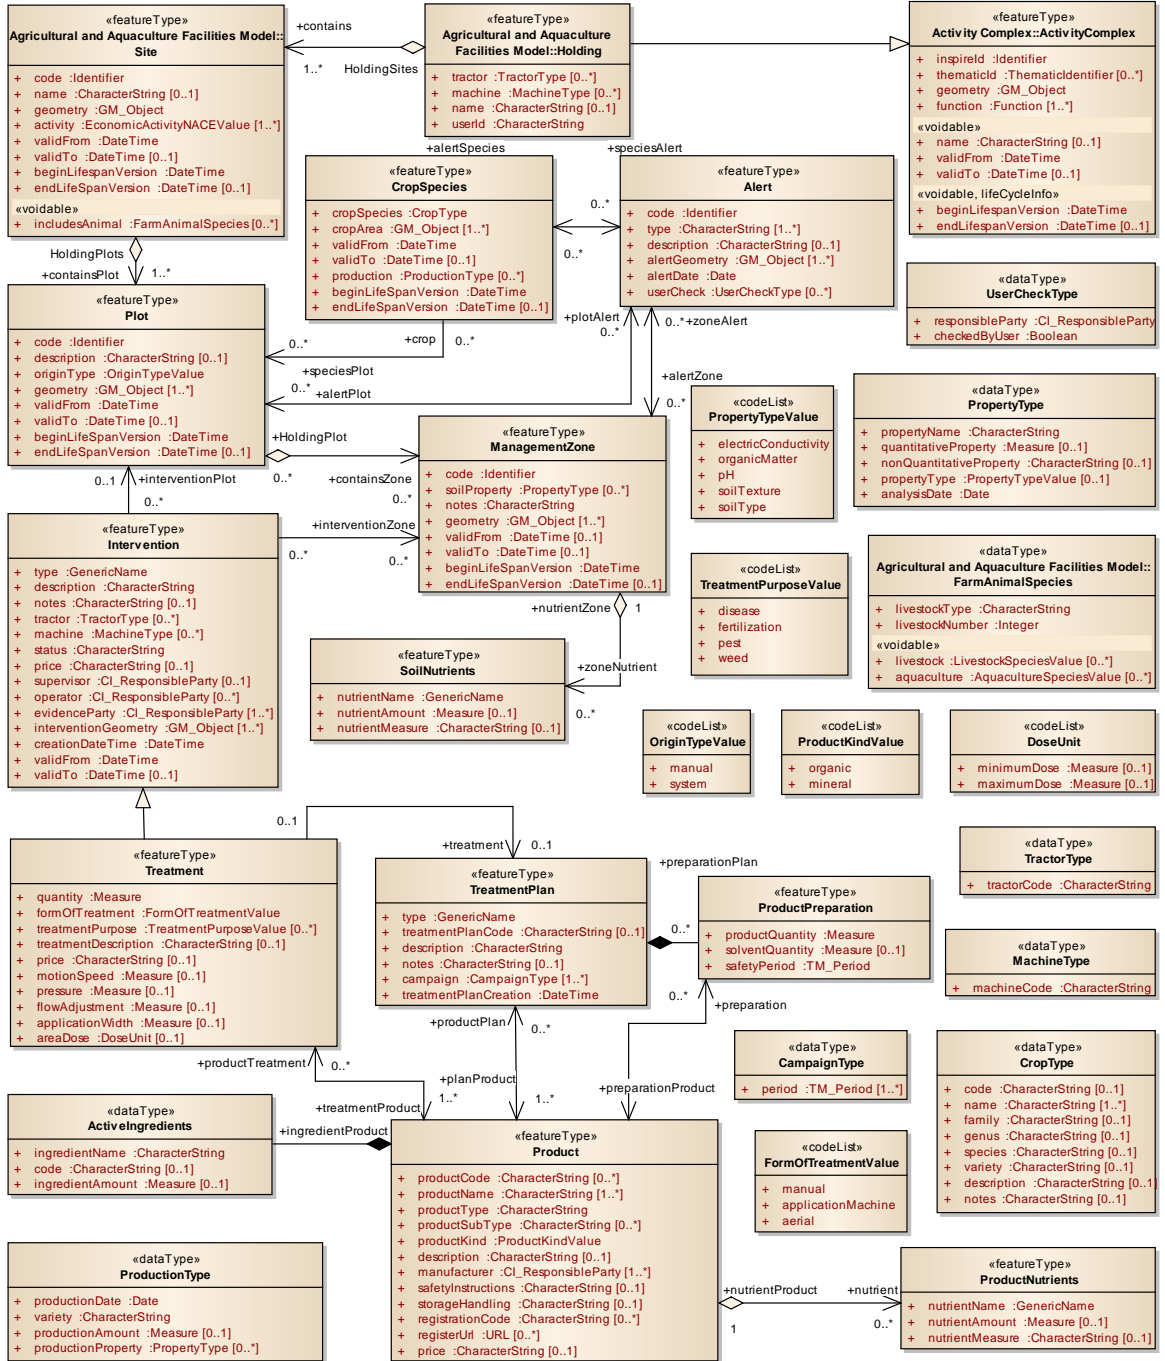 «featureType»
Agricultural and Aquaculture Facilities Model::
Site
+ code :Identifier
+ name :CharacterString [0..1]
+ geometry :GM_Object
+ activity :EconomicActivityNACEValue [1..*]
+ validFrom :DateTime
+ validTo :DateTime [0..1]
+ beginLifespanVersion :DateTime
+ endLifeSpanVersion :DateTime [0..1]
«voidable»
+ includesAnimal :FarmAnimalSpecies [0..*]
+contains
1..*
HoldingSites
«featureType»
Agricultural and Aquaculture
Facilities Model::Holding
+ tractor :TractorType [0..*]
+ machine :MachineType [0..*]
+ name :CharacterString [0..1]
+ userId :CharacterString
«featureType»
Activity Complex::ActivityComplex
+ inspireId :Identifier
+ thematicId :ThematicIdentifier [0..*]
+ geometry :GM_Object
+ function :Function [1..*]
«voidable»
+ name :CharacterString [0..1]
+ validFrom :DateTime
+ validTo :DateTime [0..1]
«voidable, lifeCycleInfo»
+ beginLifespanVersion :DateTime
+ endLifespanVersion :DateTime [0..1]
+alertSpecies
+speciesAlert
«featureType»
CropSpecies
+ cropSpecies :CropType
+ cropArea :GM_Object [1..*]
+ validFrom :DateTime
+ validTo :DateTime [0..1]
+ production :ProductionType [0..*]
+ beginLifeSpanVersion :DateTime
+ endLifeSpanVersion :DateTime [0..1]
0..*
0..*
«featureType»
Alert
+ code :Identifier
+ type :CharacterString [1..*]
+ description :CharacterString [0..1]
+ alertGeometry :GM_Object [1..*]
+ alertDate :Date
+ userCheck :UserCheckType [0..*]
HoldingPlots
+containsPlot
1..*
«dataType»
UserCheckType
+ responsibleParty :CI_ResponsibleParty
+ checkedByUser :Boolean
«featureType»
Plot
+ code :Identifier
+ description :CharacterString [0..1]
+ originType :OriginTypeValue
+ geometry :GM_Object [1..*]
+ validFrom :DateTime
+ validTo :DateTime [0..1]
+ beginLifeSpanVersion :DateTime
+ endLifeSpanVersion :DateTime [0..1]
0..*
+crop
0..*
+speciesPlot
0..*
+alertPlot
+plotAlert
0..*
0..*
+zoneAlert
+alertZone
0..*
«codeList»
PropertyTypeValue
+ electricConductivity
+ organicMatter
+ pH
+ soilTexture
+ soilType
«dataType»
PropertyType
+ propertyName :CharacterString
+ quantitativeProperty :Measure [0..1]
+ nonQuantitativeProperty :CharacterString [0..1]
+ propertyType :PropertyTypeValue [0..1]
+ analysisDate :Date
+HoldingPlot
0..*
+containsZone
0..*
«featureType»
ManagementZone
+ code :Identifier
+ soilProperty :PropertyType [0..*]
+ notes :CharacterString
+ geometry :GM_Object [1..*]
+ validFrom :DateTime [0..1]
+ validTo :DateTime [0..1]
+ beginLifeSpanVersion :DateTime
+ endLifeSpanVersion :DateTime [0..1]
0..1
+interventionPlot
0..*
+interventionZone
0..*
0..*
«featureType»
Intervention
+ type :GenericName
+ description :CharacterString
+ notes :CharacterString [0..1]
+ tractor :TractorType [0..*]
+ machine :MachineType [0..*]
+ status :CharacterString
+ price :CharacterString [0..1]
+ supervisor :CI_ResponsibleParty [0..1]
+ operator :CI_ResponsibleParty [0..*]
+ evidenceParty :CI_ResponsibleParty [1..*]
+ interventionGeometry :GM_Object [1..*]
+ creationDateTime :DateTime
+ validFrom :DateTime
+ validTo :DateTime [0..1]
«codeList»
TreatmentPurposeValue
+ disease
+ fertilization
+ pest
+ weed
«dataType»
Agricultural and Aquaculture Facilities Model::
FarmAnimalSpecies
+ livestockType :CharacterString
+ livestockNumber :Integer
«voidable»
+ livestock :LivestockSpeciesValue [0..*]
+ aquaculture :AquacultureSpeciesValue [0..*]
+nutrientZone
1
+zoneNutrient
0..*
«featureType»
SoilNutrients
+ nutrientName :GenericName
+ nutrientAmount :Measure [0..1]
+ nutrientMeasure :CharacterString [0..1]
«codeList»
OriginTypeValue
+ manual
+ system
«codeList»
ProductKindValue
+ organic
+ mineral
«codeList»
DoseUnit
+ minimumDose :Measure [0..1]
+ maximumDose :Measure [0..1]
0..1
+treatment
0..1
«featureType»
Treatment
+ quantity :Measure
+ formOfTreatment :FormOfTreatmentValue
+ treatmentPurpose :TreatmentPurposeValue [0..*]
+ treatmentDescription :CharacterString [0..1]
+ price :CharacterString [0..1]
+ motionSpeed :Measure [0..1]
+ pressure :Measure [0..1]
+ flowAdjustment :Measure [0..1]
+ applicationWidth :Measure [0..1]
+ areaDose :DoseUnit [0..1]
«featureType»
TreatmentPlan
+ type :GenericName
+ treatmentPlanCode :CharacterString [0..1]
+ description :CharacterString
+ notes :CharacterString [0..1]
+ campaign :CampaignType [1..*]
+ treatmentPlanCreation :DateTime
+preparationPlan
0..*
«featureType»
ProductPreparation
+ productQuantity :Measure
+ solventQuantity :Measure [0..1]
+ safetyPeriod :TM_Period
«dataType»
TractorType
+ tractorCode :CharacterString
«dataType»
MachineType
+ machineCode :CharacterString
0..*
+preparation
+productPlan
0..*
+planProduct
1..*
+preparationProduct
+productTreatment
0..*
+treatmentProduct
1..*
«dataType»
CampaignType
+ period :TM_Period [1..*]
«dataType»
CropType
+ code :CharacterString [0..1]
+ name :CharacterString [1..*]
+ family :CharacterString [0..1]
+ genus :CharacterString [0..1]
+ species :CharacterString [0..1]
+ variety :CharacterString [0..1]
+ description :CharacterString [0..1]
+ notes :CharacterString [0..1]
«dataType»
ActiveIngredients
+ ingredientName :CharacterString
+ code :CharacterString [0..1]
+ ingredientAmount :Measure [0..1]
+ingredientProduct
«featureType»
Product
+ productCode :CharacterString [0..*]
+ productName :CharacterString [1..*]
+ productType :CharacterString
+ productSubType :CharacterString [0..*]
+ productKind :ProductKindValue
+ description :CharacterString [0..1]
+ manufacturer :CI_ResponsibleParty [1..*]
+ safetyInstructions :CharacterString [0..1]
+ storageHandling :CharacterString [0..1]
+ registrationCode :CharacterString [0..*]
+ registerUrl :URL [0..*]
+ price :CharacterString [0..1]
«codeList»
FormOfTreatmentValue
+ manual
+ applicationMachine
+ aerial
«dataType»
ProductionType
+ productionDate :Date
+ variety :CharacterString
+ productionAmount :Measure [0..1]
+ productionProperty :PropertyType [0..*]
+nutrientProduct
1
+nutrient
0..*
«featureType»
ProductNutrients
+ nutrientName :GenericName
+ nutrientAmount :Measure [0..1]
+ nutrientMeasure :CharacterString [0..1]